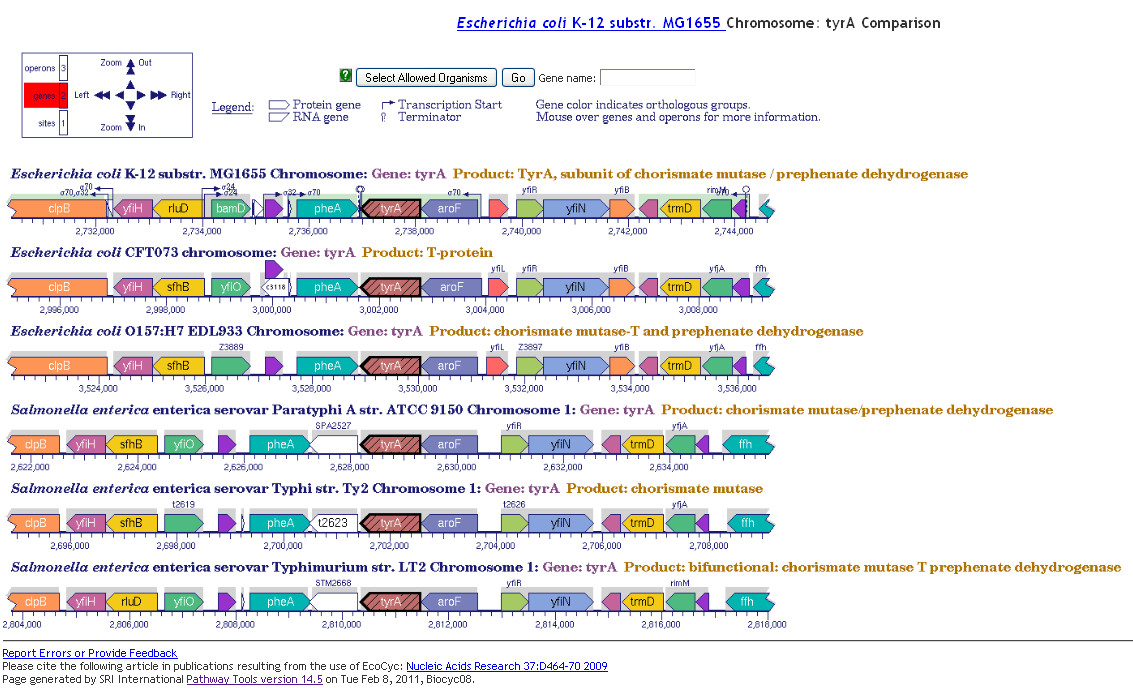 Escherichia coli K-12 substr. MG1655 Chromosome: tyrA Comparison
operons 3
genes 2
sites 1
Zoom Out
Left Right
Zoom In
? Select Allowed Organisms Go Gene name:
Legend: Protein gene Transcription Start Gene color indicates orthologous groups.
RNA gene Terminator Mouse over genes and operons for more information.
Escherichia coli K-12 substr. MG1655 Chromosome: Gene: tyrA Product: TyrA, subunit of chorismate mutase / prephenate dehydrogenase
σ70 σ24 yfiR yfiB rimM
σ70,σ32 σ24 σ32 σ70 σ70 σ70
clpB yfiH rluD bamD pheA tyrA aroF yfiN trmD
2,732,000 2,734,000 2,736,000 2,738,000 2,740,000 2,742,000 2,744,000
Escherichia coli CFT073 chromosome: Gene: tyrA Product: T-protein
yfiL yfiR yfiB yfjA ffh
clpB yfiH sfhB yfiO c3118 pheA tyrA aroF yfiN trmD
2,996,000 2,998,000 3,000,000 3,002,000 3,004,000 3,006,000 3,008,000
Escherichia coli O157:H7 EDL933 Chromosome: Gene: tyrA Product: chorismate mutase-T and prephenate dehydrogenase
Z3889 yfiL Z3897 yfiB yfjA ffh
clpB yfiH sfhB pheA tyrA aroF yfiN trmD
3,524,000 3,526,000 3,528,000 3,530,000 3,532,000 3,534,000 3,536,000
Salmonella enterica enterica serovar Paratyphi A str. ATCC 9150 Chromosome 1: Gene: tyrA Product: chorismate mutase/prephenate dehydrogenase
SPA2527 yfiR yfjA
clpB yfiH sfhB yfiO pheA tyrA aroF yfiN trmD ffh
2,622,000 2,624,000 2,626,000 2,628,000 2,630,000 2,632,000 2,634,000
Salmonella enterica enterica serovar Typhi str. Ty2 Chromosome 1: Gene: tyrA Product: chorismate mutase
t2619 t2626 yfjA
clpB yfiH sfhB pheA t2623 tyrA aroF yfiN trmD ffh
2,696,000 2,698,000 2,700,000 2,702,000 2,704,000 2,706,000 2,708,000
Salmonella enterica enterica serovar Typhimurium str. LT2 Chromosome 1: Gene: tyrA Product: bifunctional: chorismate mutase T prephenate dehydrogenase
STM2668 yfiR rimM
clpB yfiH rluD yfiO pheA tyrA aroF yfiN trmD ffh
2,804,000 2,806,000 2,808,000 2,810,000 2,812,000 2,814,000 2,816,000 2,818,000
Report Errors or Provide Feedback
Please cite the following article in publications resulting from the use of EcoCyc: Nucleic Acids Research 37:D464-70 2009
Page generated by SRI International Pathway Tools version 14.5 on Tue Feb 8, 2011, Biocyc08.